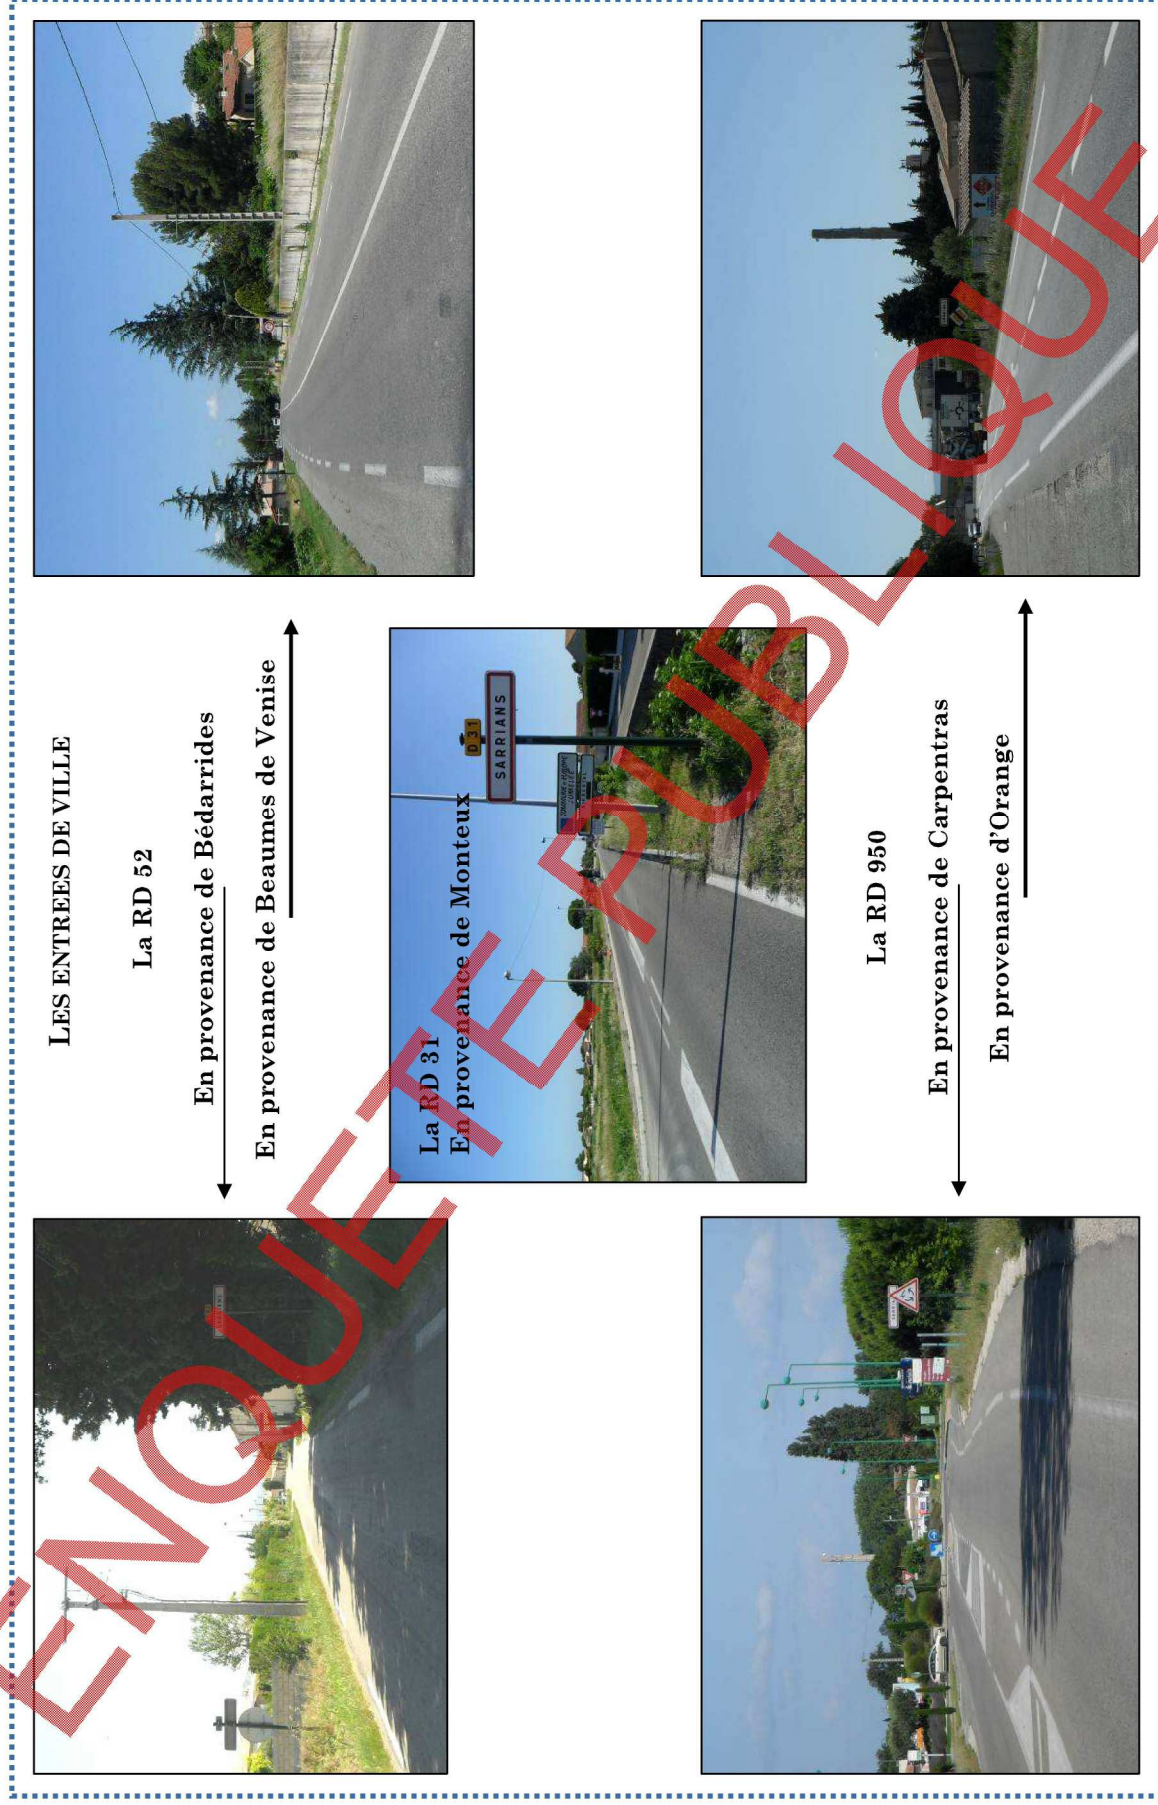 LES ENTREES DE VILLE
La RD 52
En provenance de Bédarrides
En provenance de Beaumes de Venise
La RD 31
En provenance de Monteux
D 31
SARRIANS
La RD 950
En provenance de Carpentras
En provenance d'Orange
ENQUETE PUBLIQUE